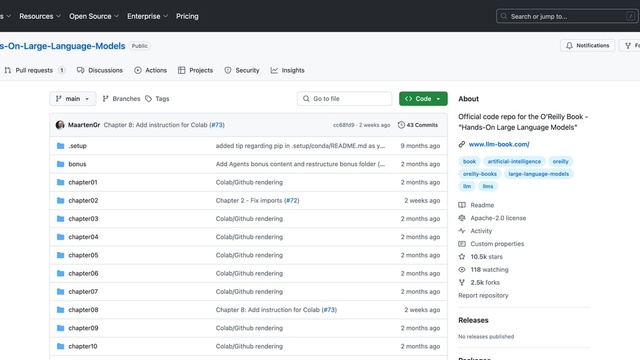 s Resources Open Source Enterprise Pricing Search or jump to... /
s-On-Large-Language-Models Public Notifications Fo
Pull requests 1 Discussions Actions Projects Security Insights
main Branches Tags Go to file Code About
MaartenGr Chapter 8: Add instruction for Colab (#73) cc68fd9 · 2 weeks ago 43 Commits
Official code repo for the O'Reilly Book -
"Hands-On Large Language Models"
www.llm-book.com/
book artificial-intelligence oreilly
oreilly-books large-language-models
llm llms
.setup added tip regarding pip in .setup/conda/README.md as y... 9 months ago
bonus Add Agents bonus content and restructure bonus folder (... 2 months ago
chapter01 Colab/Github rendering 2 months ago
chapter02 Chapter 2 - Fix imports (#72) 2 weeks ago
chapter03 Colab/Github rendering 2 months ago
chapter04 Colab/Github rendering 2 months ago
chapter05 Colab/Github rendering 2 months ago
chapter06 Colab/Github rendering 2 months ago
chapter07 Colab/Github rendering 2 months ago
chapter08 Chapter 8: Add instruction for Colab (#73) 2 weeks ago
chapter09 Colab/Github rendering 2 months ago
chapter10 Colab/Github rendering 2 months ago
Readme
Apache-2.0 license
Activity
Custom properties
10.5k stars
118 watching
2.5k forks
Report repository
Releases
No releases published
Packages